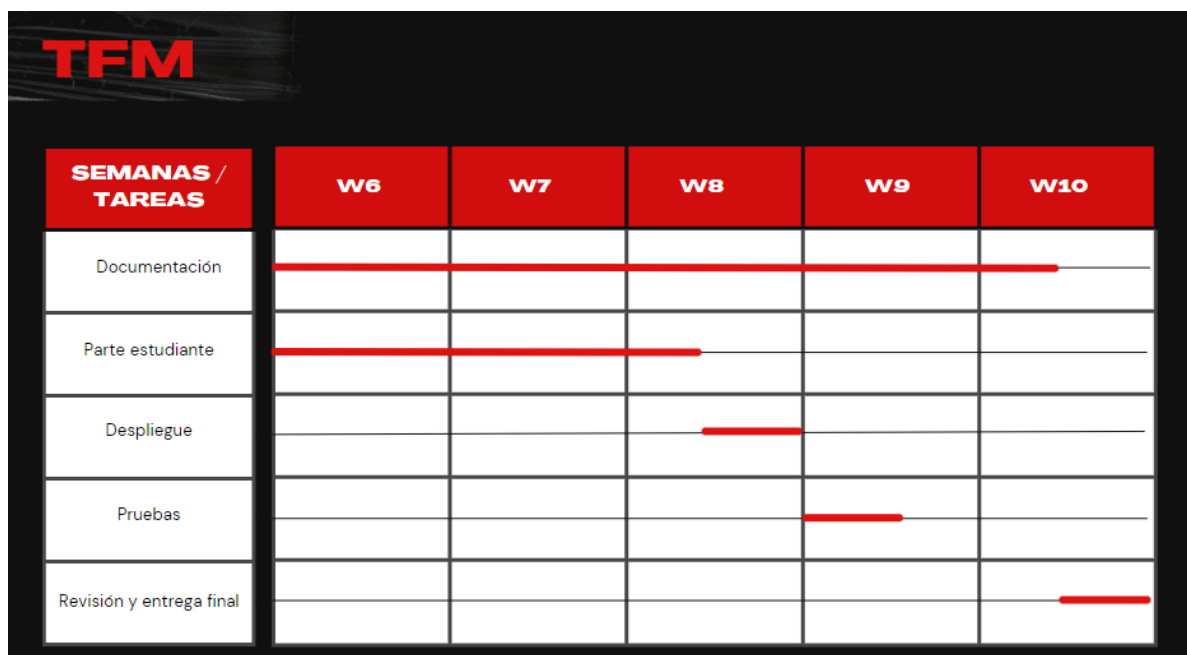 TFM
SEMANAS /
TAREAS
W6
W7
W8
W9
W10
Documentación
Parte estudiante
Despliegue
Pruebas
Revisión y entrega final